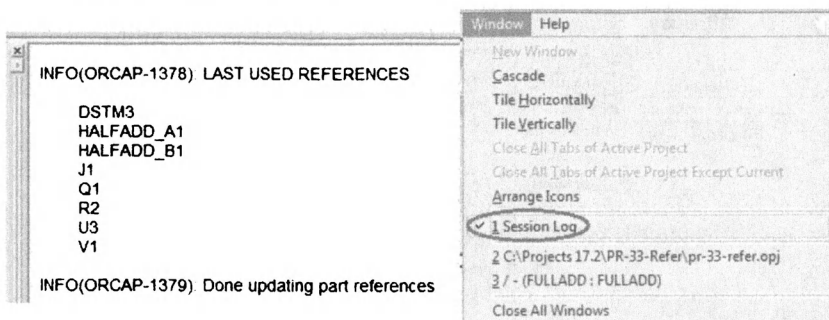 INFO(ORCAP-1378). LAST USED REFERENCES
DSTM3
HALFADD_A1
HALFADD_B1
J1
Q1
R2
U3
V1
INFO(ORCAP-1379). Done updating part references
Window Help
New Window
Cascade
Tile Horizontally
Tile Vertically
Close All Tabs of Active Project
Close All Tabs of Active Project Except Current
Arrange Icons
1 Session Log
2 C:\Projects 17.2\PR-33-Refer\pr-33-refer.opj
3 / - (FULLADD : FULLADD)
Close All Windows